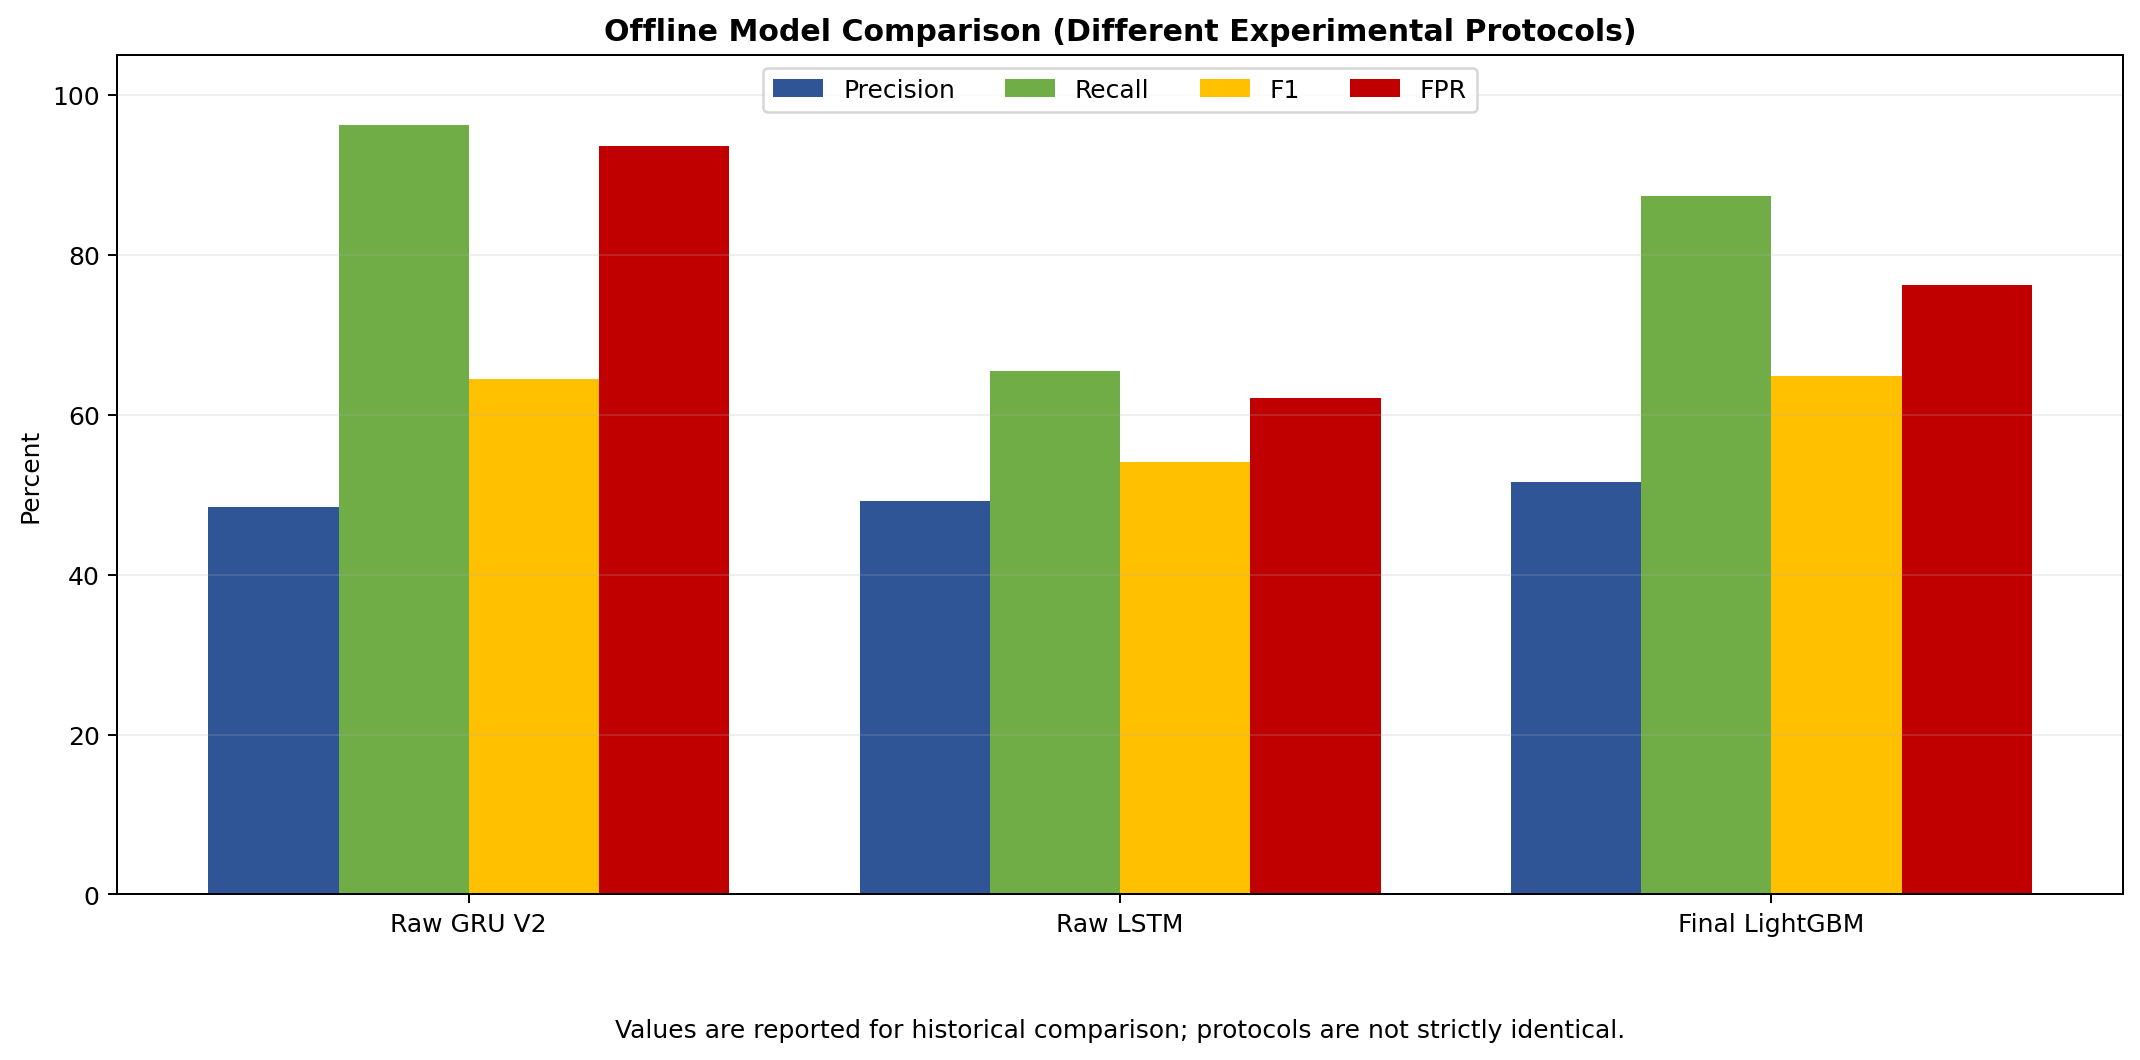 Offline Model Comparison (Different Experimental Protocols)
Precision Recall F1 FPR
100
80
60
40
20
0
Percent
Raw GRU V2 Raw LSTM Final LightGBM
Values are reported for historical comparison; protocols are not strictly identical.